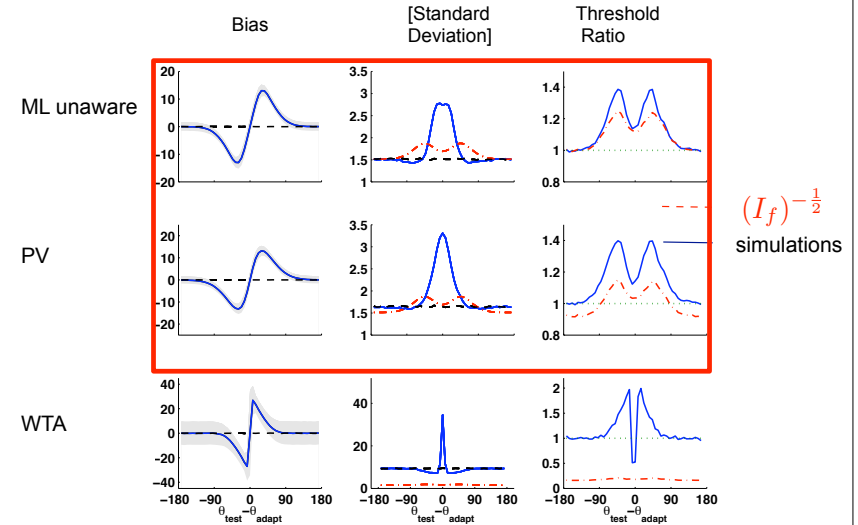 Bias
[Standard
Deviation]
Threshold
Ratio
ML unaware
20
10
0
-10
-20
3.5
3
2.5
2
1.5
1
1.4
1.2
1
0.8
(I_f)^{-1/2}
simulations
PV
20
10
0
-10
-20
3.5
3
2.5
2
1.5
1
1.4
1.2
1
0.8
WTA
40
20
0
-20
-40
40
20
0
2
1.5
1
0.5
0
-180 -90 0 90 180
-180 -90 0 90 180
-180 -90 0 90 180
θtest-θadapt
θtest-θadapt
θtest-θadapt